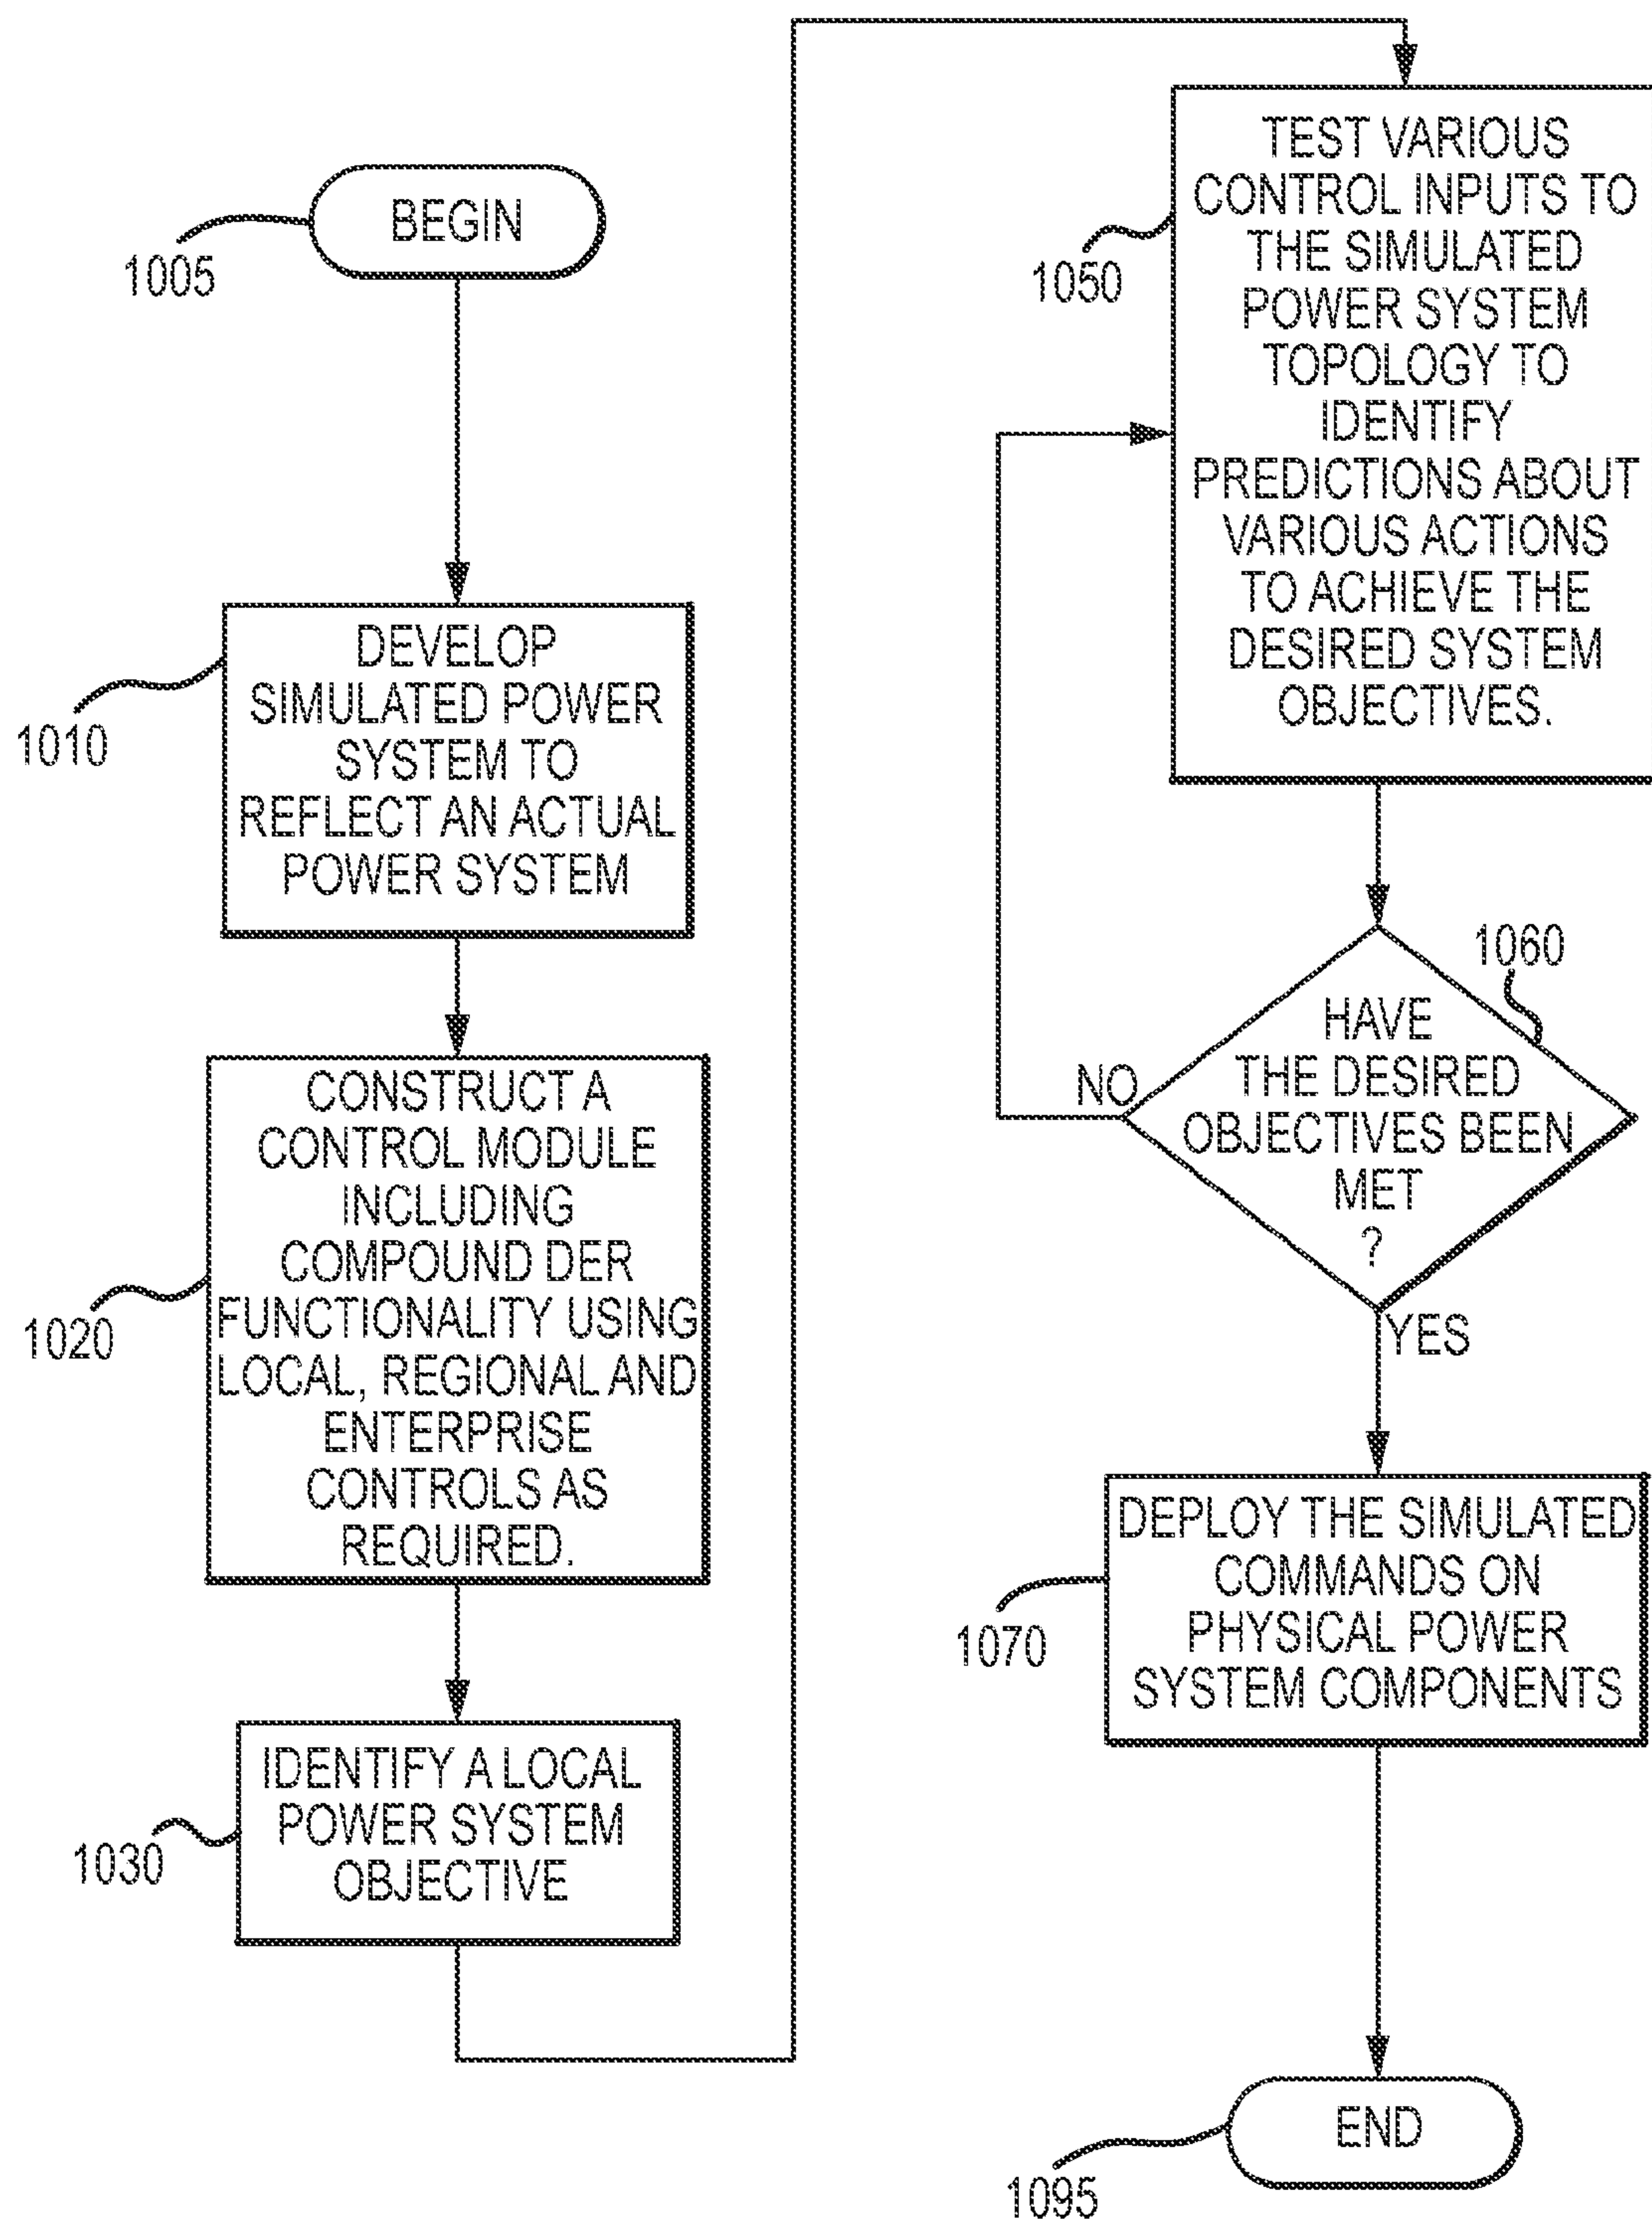 BEGIN
1005
DEVELOP
SIMULATED POWER
SYSTEM TO
REFLECT AN ACTUAL
POWER SYSTEM
1010
CONSTRUCT A
CONTROL MODULE
INCLUDING
COMPOUND DER
FUNCTIONALITY USING
LOCAL, REGIONAL AND
ENTERPRISE
CONTROLS AS
REQUIRED.
1020
IDENTIFY A LOCAL
POWER SYSTEM
OBJECTIVE
1030
TEST VARIOUS
CONTROL INPUTS TO
THE SIMULATED
POWER SYSTEM
TOPOLOGY TO
IDENTIFY
PREDICTIONS ABOUT
VARIOUS ACTIONS
TO ACHIEVE THE
DESIRED SYSTEM
OBJECTIVES.
1050
1060
HAVE
THE DESIRED
OBJECTIVES BEEN
MET
?
NO
YES
DEPLOY THE SIMULATED
COMMANDS ON
PHYSICAL POWER
SYSTEM COMPONENTS
1070
END
1095